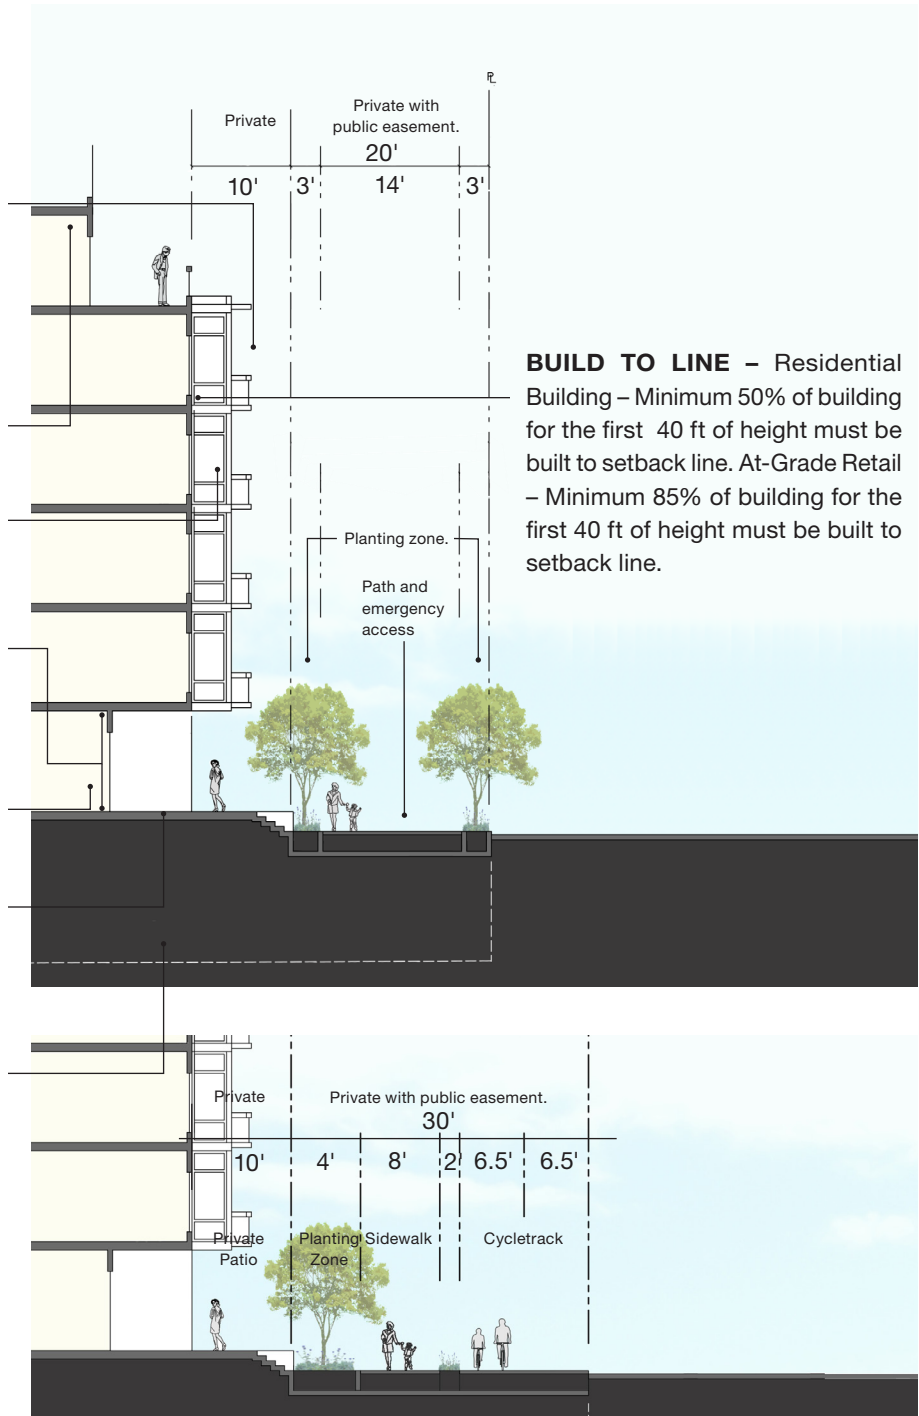 PL
Private
Private with
public easement.
20'
10'
3'
14'
3'
BUILD TO LINE – Residential
Building – Minimum 50% of building
for the first 40 ft of height must be
built to setback line. At-Grade Retail
– Minimum 85% of building for the
first 40 ft of height must be built to
setback line.
Planting zone.
Path and
emergency
access
Private
Private with public easement.
30'
10'
4'
8'
2'
6.5'
6.5'
Private
Patio
Planting
Zone
Sidewalk
Cycletrack